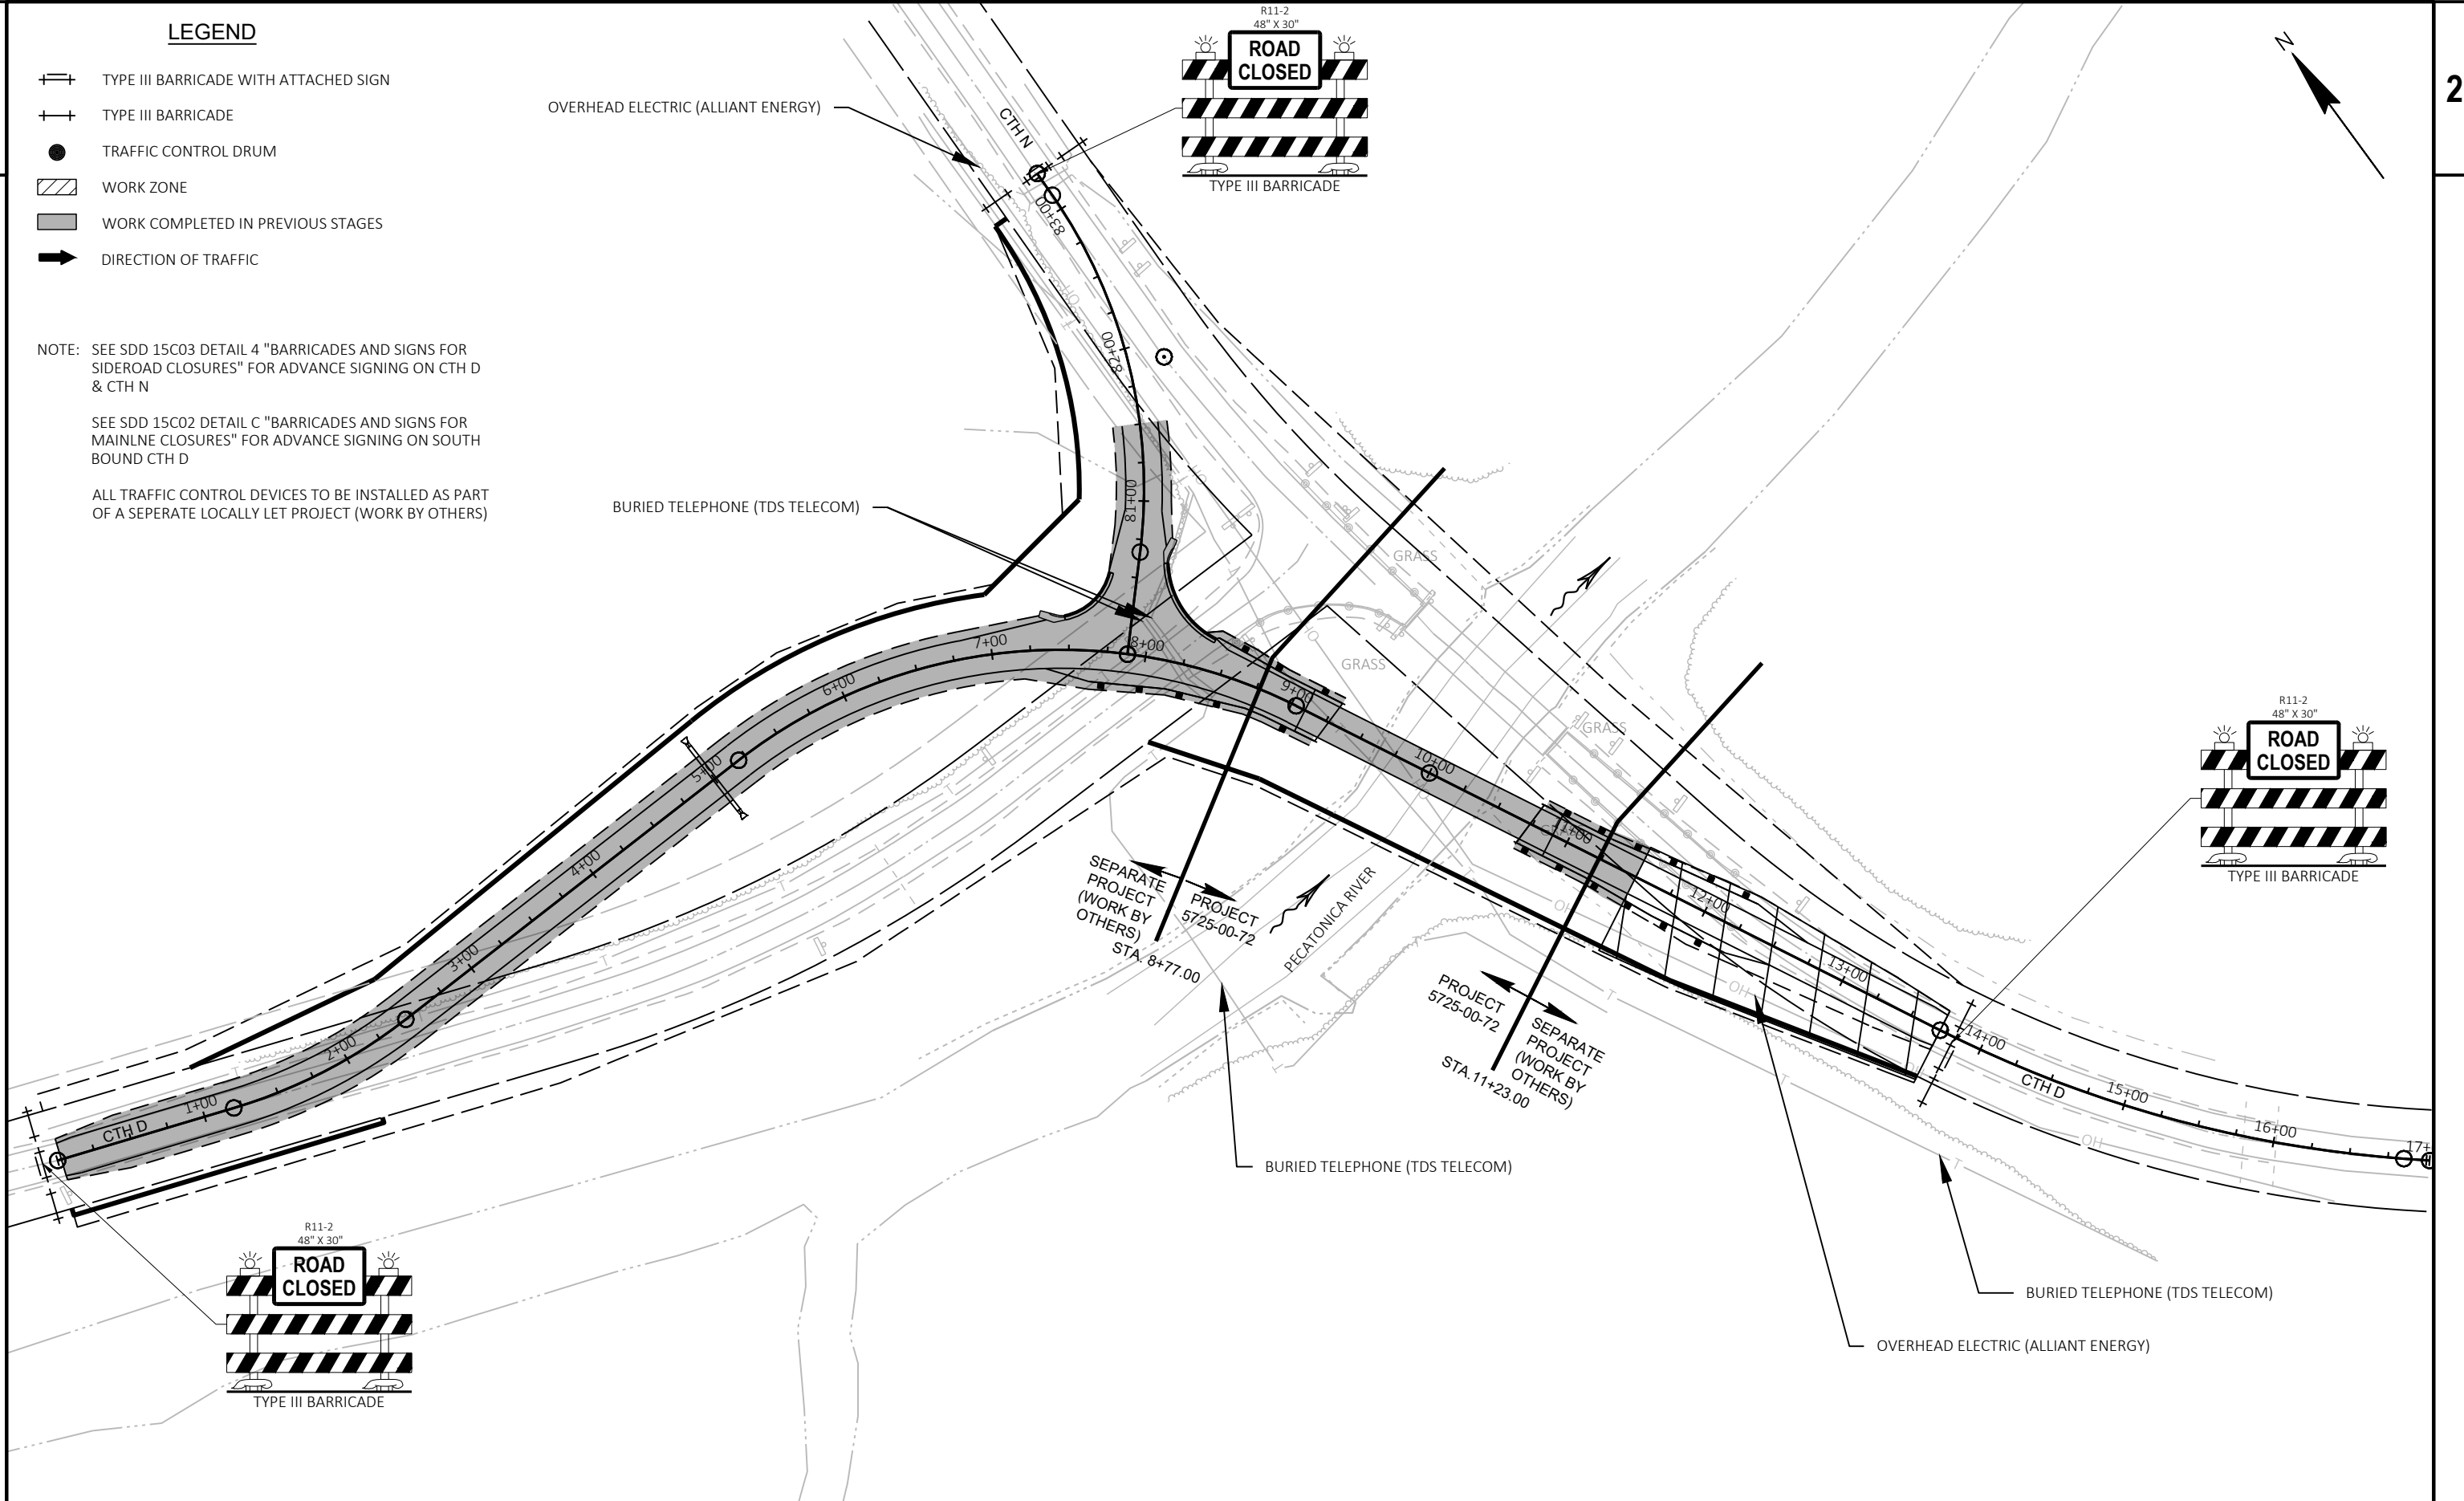 LEGEND
TYPE III BARRICADE WITH ATTACHED SIGN
TYPE III BARRICADE
TRAFFIC CONTROL DRUM
WORK ZONE
WORK COMPLETED IN PREVIOUS STAGES
DIRECTION OF TRAFFIC
NOTE: SEE SDD 15C03 DETAIL 4 "BARRICADES AND SIGNS FOR
SIDEROAD CLOSURES" FOR ADVANCE SIGNING ON CTH D
& CTH N
SEE SDD 15C02 DETAIL C "BARRICADES AND SIGNS FOR
MAINLNE CLOSURES" FOR ADVANCE SIGNING ON SOUTH
BOUND CTH D
ALL TRAFFIC CONTROL DEVICES TO BE INSTALLED AS PART
OF A SEPERATE LOCALLY LET PROJECT (WORK BY OTHERS)
R11-2
48" X 30"
ROAD
CLOSED
TYPE III BARRICADE
N
2
OVERHEAD ELECTRIC (ALLIANT ENERGY)
CTH N
83+00
82+00
81+00
OH
T
BURIED TELEPHONE (TDS TELECOM)
GRASS
GRASS
GRASS
7+00
8+00
6+00
9+00
5+00
10+00
4+00
11+00
3+00
12+00
2+00
13+00
1+00
CTH D
14+00
CTH D
15+00
16+00
17+
OH
OH
OH
T
T
T
T
T
T
SEPARATE
PROJECT
(WORK BY
OTHERS)
PROJECT
5725-00-72
STA. 8+77.00
PECATONICA RIVER
PROJECT
5725-00-72
SEPARATE
PROJECT
(WORK BY
OTHERS)
STA.11+23.00
R11-2
48" X 30"
ROAD
CLOSED
TYPE III BARRICADE
BURIED TELEPHONE (TDS TELECOM)
BURIED TELEPHONE (TDS TELECOM)
OVERHEAD ELECTRIC (ALLIANT ENERGY)
R11-2
48" X 30"
ROAD
CLOSED
TYPE III BARRICADE